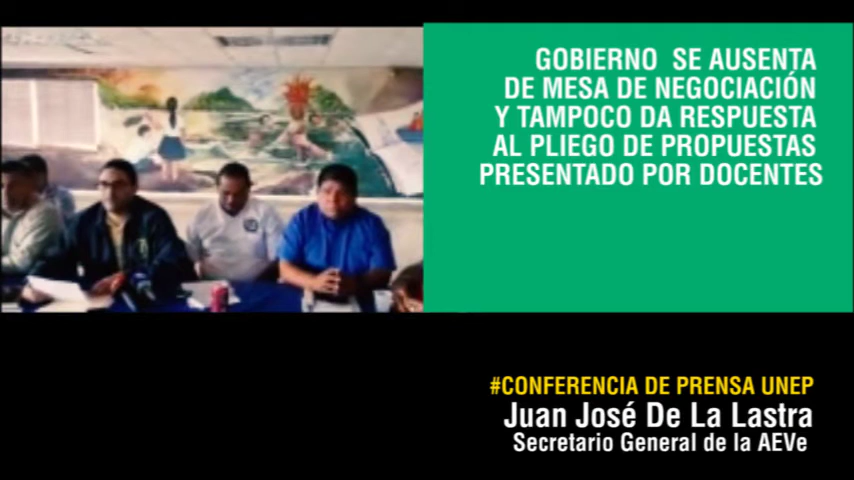 GOBIERNO SE AUSENTA
DE MESA DE NEGOCIACIÓN
Y TAMPOCO DA RESPUESTA
AL PLIEGO DE PROPUESTAS
PRESENTADO POR DOCENTES
#CONFERENCIA DE PRENSA UNEP
Juan José De La Lastra
Secretario General de la AEVe